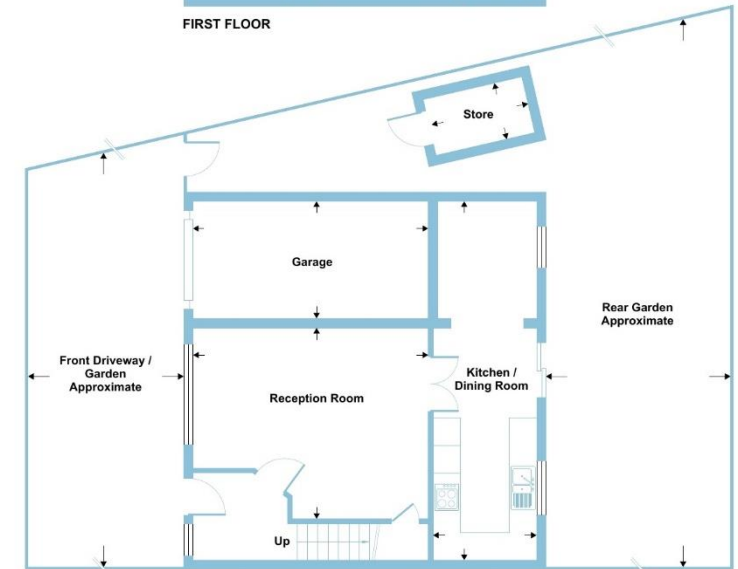 FIRST FLOOR
Store
Garage
Rear Garden
Approximate
Front Driveway /
Garden
Approximate
Kitchen /
Dining Room
Reception Room
Up